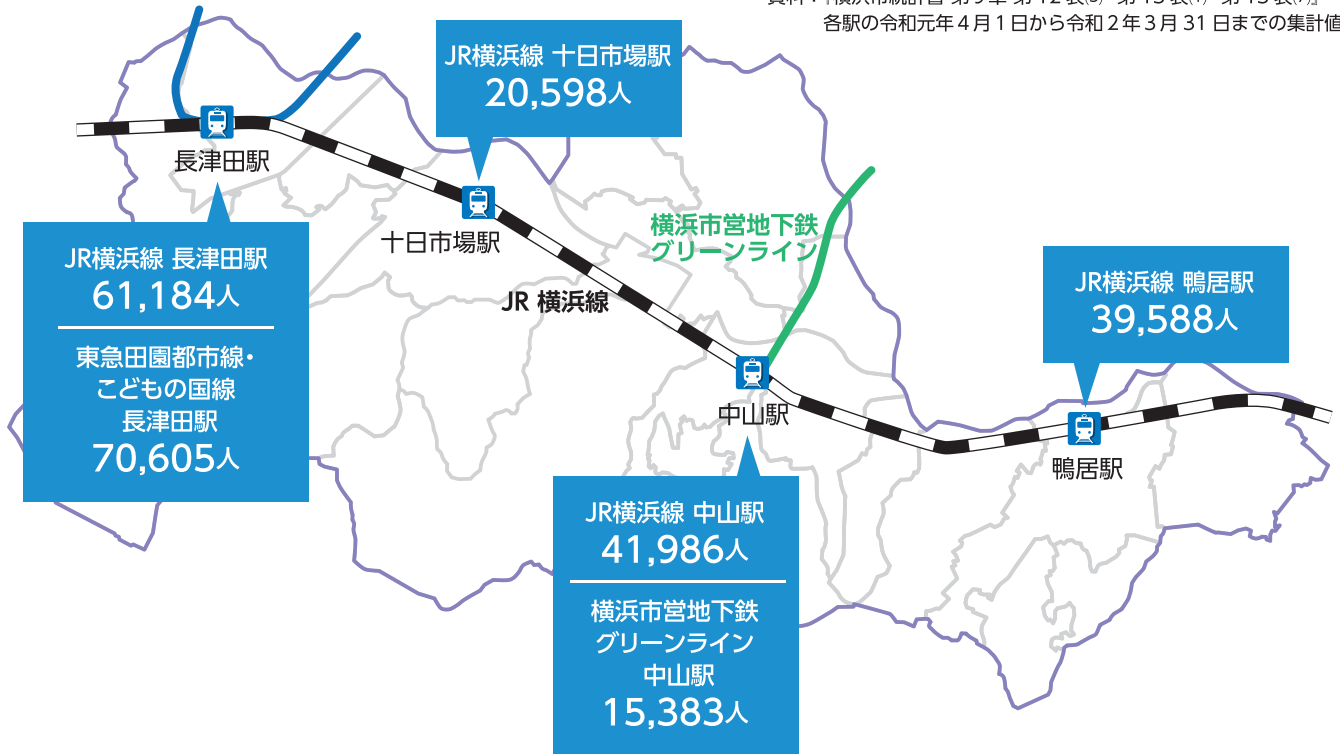 各駅の令和元年4月1日から令和2年3月31日までの集計値
JR横浜線 十日市場駅
20,598人
長津田駅
十日市場駅
横浜市営地下鉄
グリーンライン
JR 横浜線
JR横浜線 長津田駅
61,184人
東急田園都市線・
こどもの国線
長津田駅
70,605人
JR横浜線 鴨居駅
39,588人
中山駅
鴨居駅
JR横浜線 中山駅
41,986人
横浜市営地下鉄
グリーンライン
中山駅
15,383人